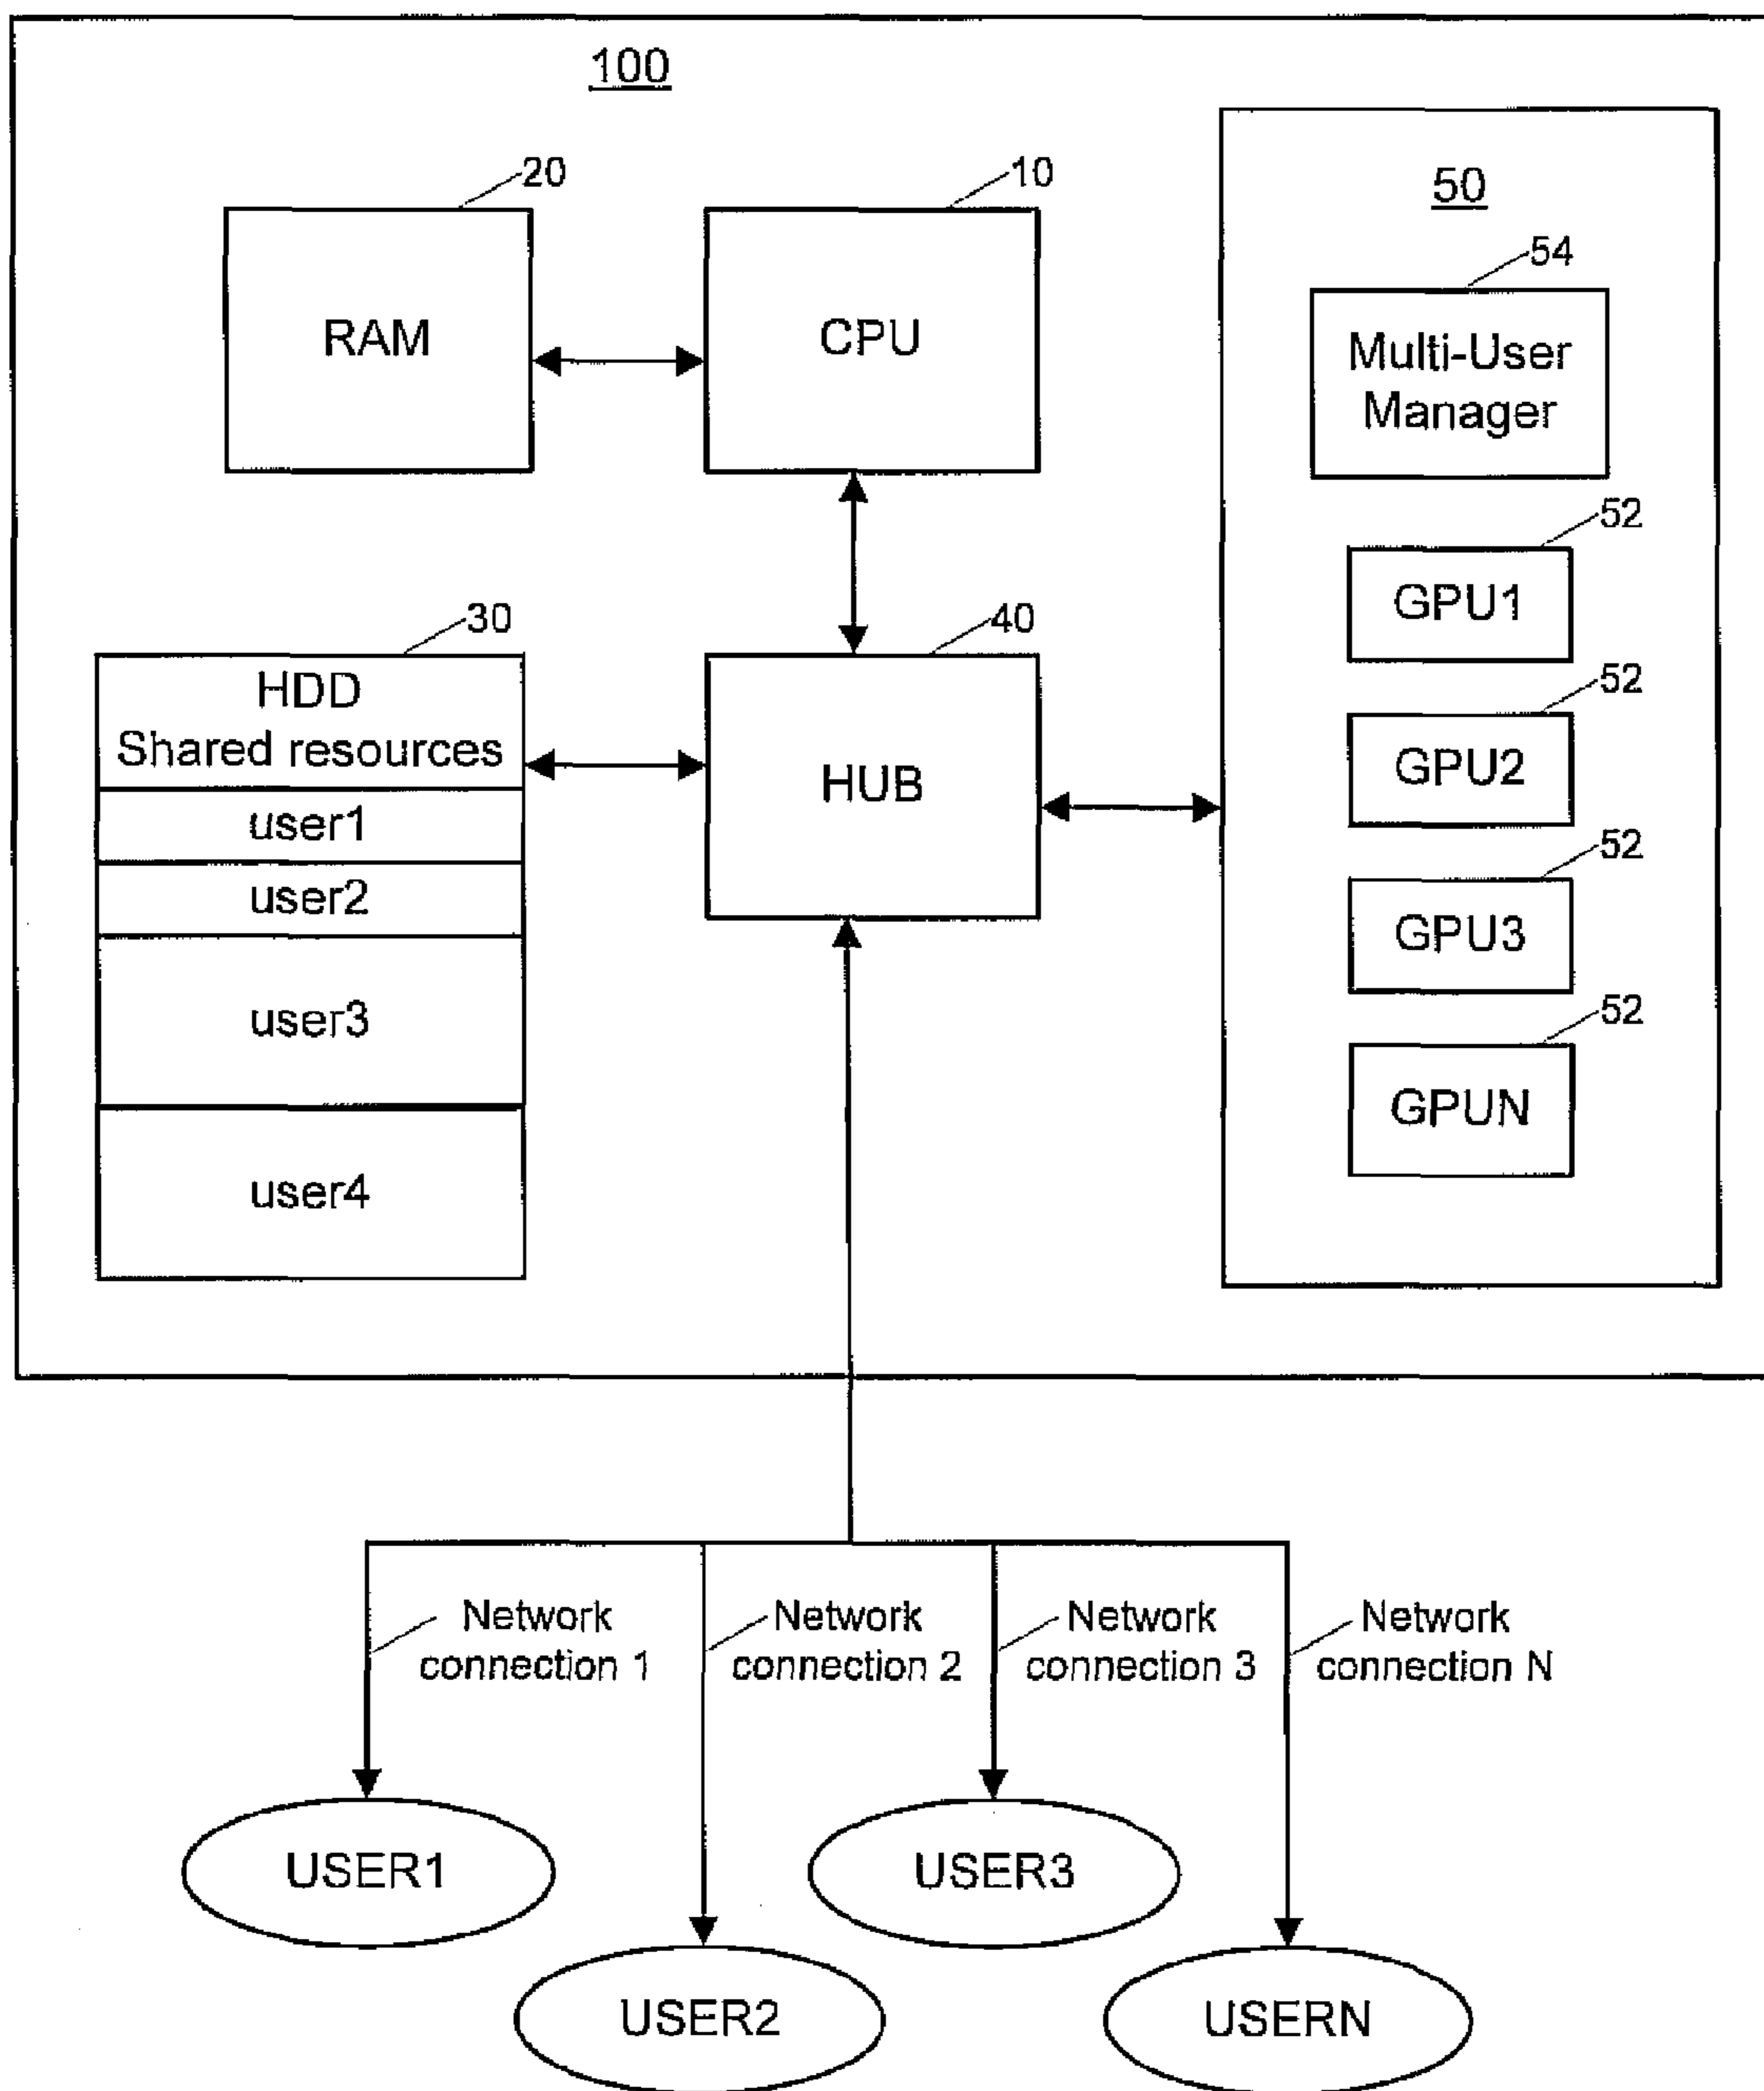 100
20
10
50
54
RAM
CPU
Multi-User
Manager
52
GPU1
30
40
52
HDD
Shared resources
HUB
GPU2
user1
52
user2
GPU3
user3
52
GPUN
user4
Network
connection 1
Network
connection 2
Network
connection 3
Network
connection N
USER1
USER3
USER2
USERN